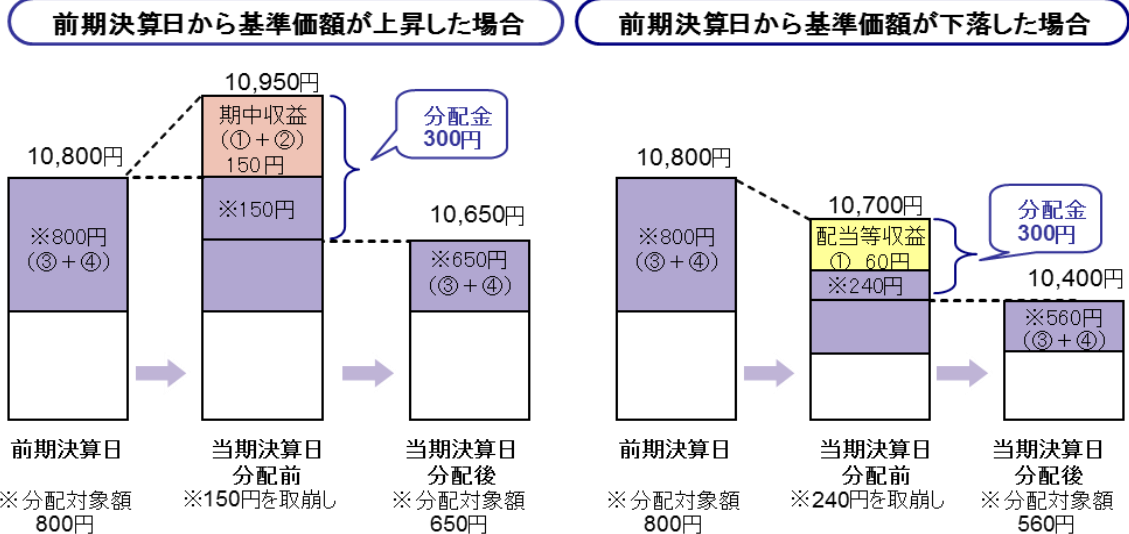 前期決算日から基準価額が上昇した場合
10,950円
期中収益
(①+②)
150円
分配金
300円
10,800円
※150円
10,650円
※800円
(③+④)
※650円
(③+④)
前期決算日
当期決算日
分配前
当期決算日
分配後
※分配対象額
800円
※150円を取崩し
※分配対象額
650円
前期決算日から基準価額が下落した場合
10,800円
10,700円
分配金
300円
配当等収益
① 60円
※800円
(③+④)
※240円
10,400円
※560円
(③+④)
前期決算日
当期決算日
分配前
当期決算日
分配後
※分配対象額
800円
※240円を取崩し
※分配対象額
560円